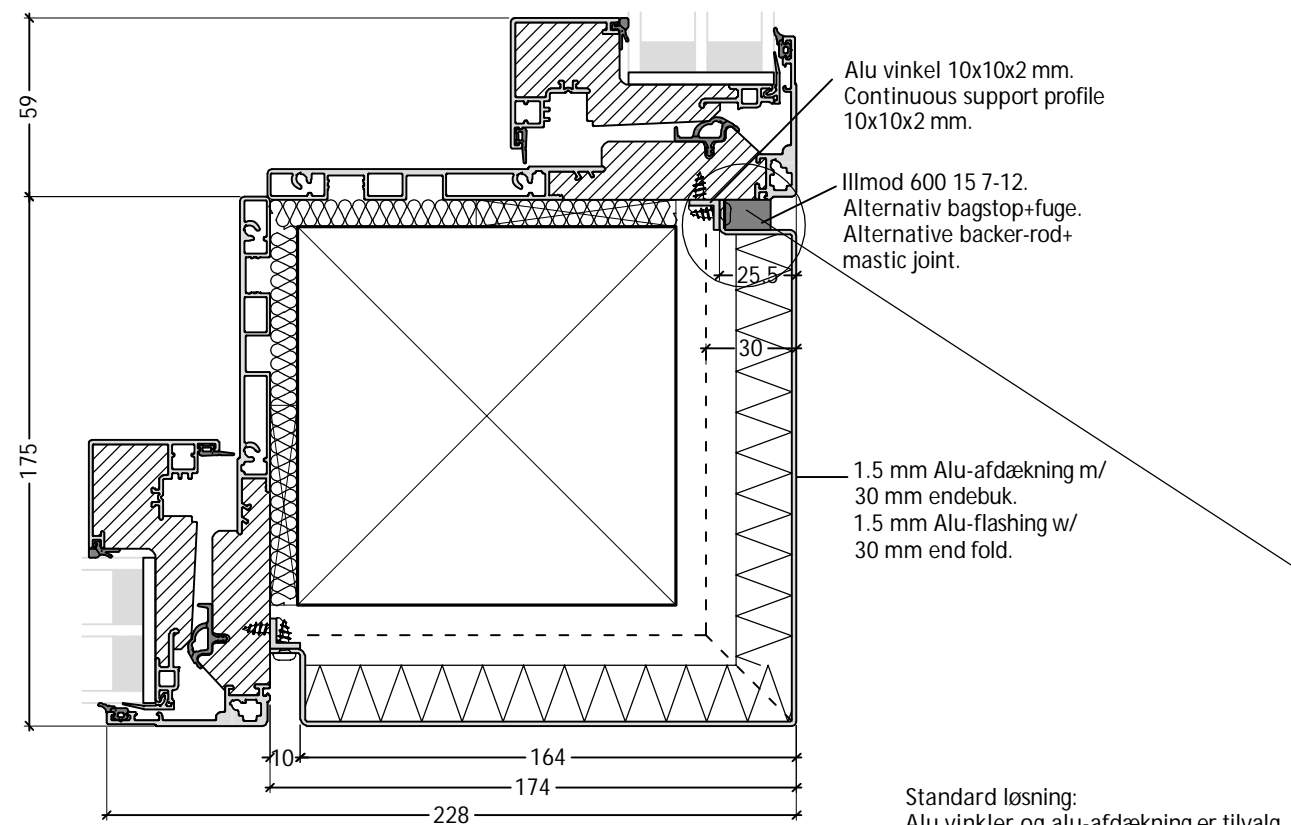 59
175
Alu vinkel 10x10x2 mm.
Continuous support profile
10x10x2 mm.
Illmod 600 15 7-12.
Alternativ bagstop+fuge.
Alternative backer-rod+
mastic joint.
25,5
30
1.5 mm Alu-afdækning m/
30 mm endebuk.
1.5 mm Alu-flashing w/
30 mm end fold.
10
164
174
228
Standard løsning:
Alu vinkler og alu-afdækning er tilvalg